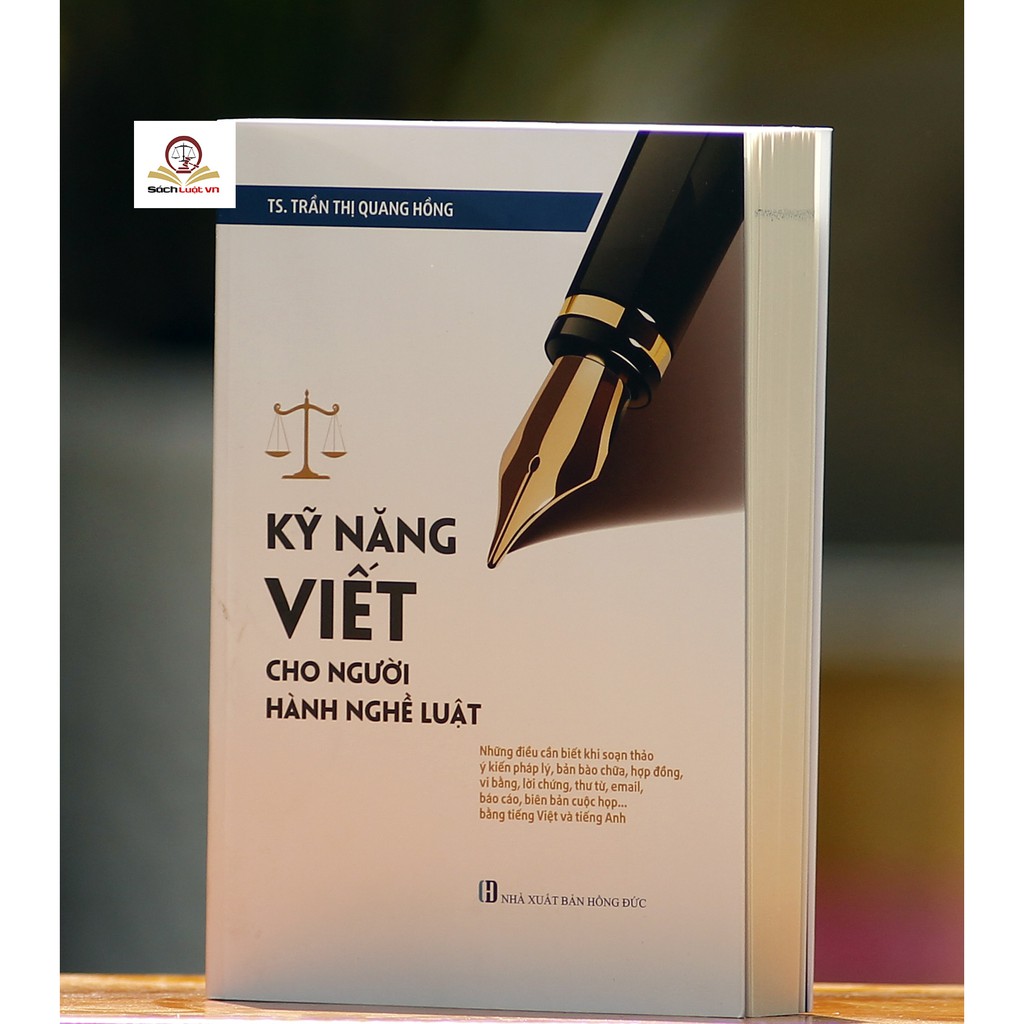 SáchLuật.vn
TS. TRẦN THỊ QUANG HỒNG
KỸ NĂNG
VIẾT
CHO NGƯỜI
HÀNH NGHỀ LUẬT
Những điều cần biết khi soạn thảo
ý kiến pháp lý, bản bào chữa, hợp đồng,
vi bằng, lời chứng, thư từ, email,
báo cáo, biên bản cuộc họp...
bằng tiếng Việt và tiếng Anh
NHÀ XUẤT BẢN HỒNG ĐỨC